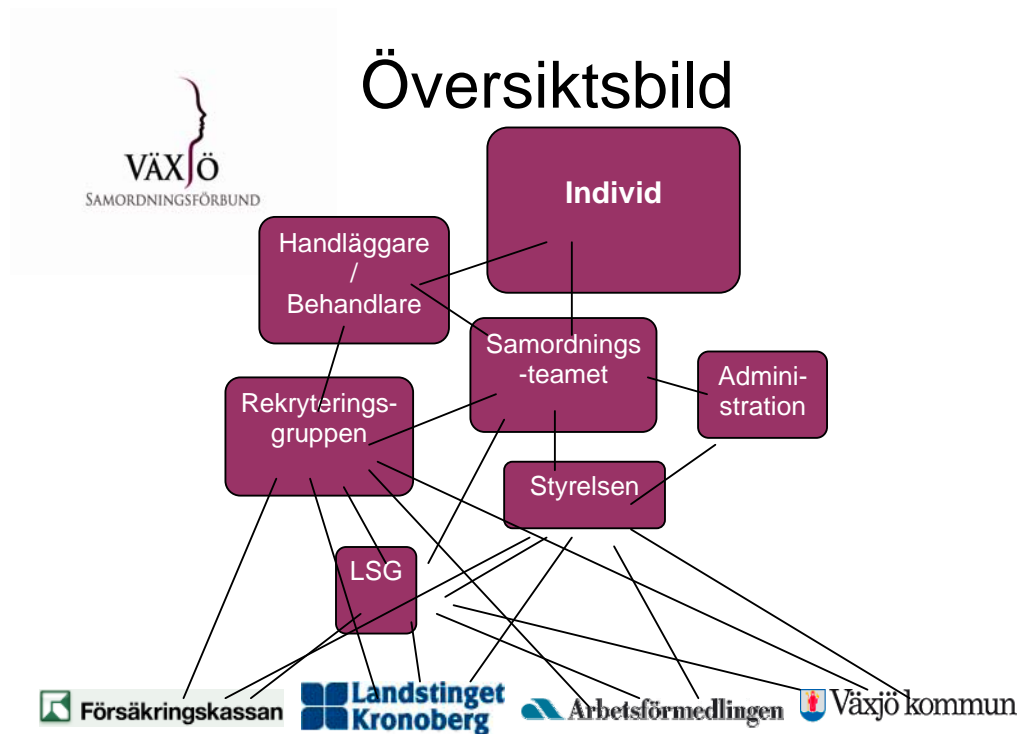 Översiktsbild
VÄXJÖ
SAMORDNINGSFÖRBUND
Individ
Handläggare
/
Behandlare
Samordnings
-teamet
Admini-
stration
Rekryterings-
gruppen
Styrelsen
LSG
Försäkringskassan
Landstinget
Kronoberg
Arbetsförmedlingen
Växjö kommun